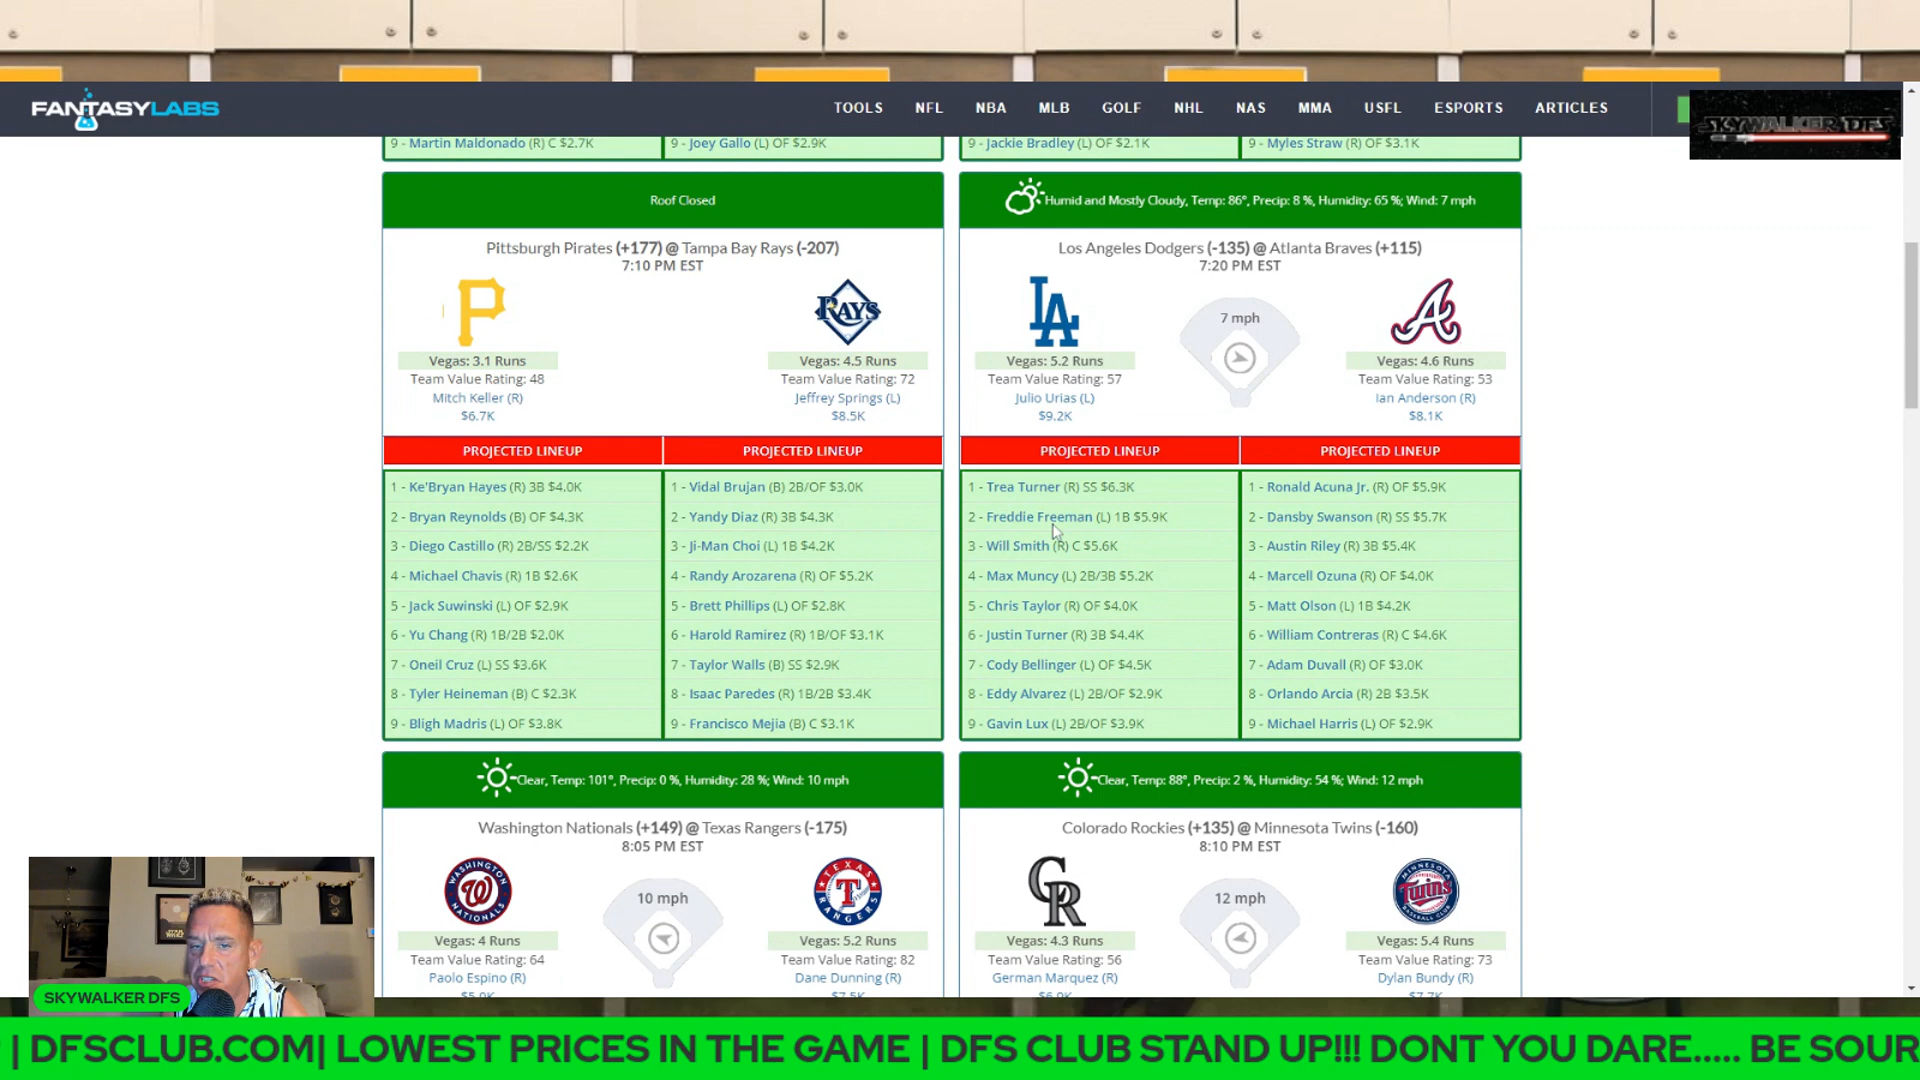 FANTASYLABS
TOOLS NFL NBA MLB GOLF NHL NAS MMA USFL ESPORTS ARTICLES
SKYWALKER DFS
9 - Martin Maldonado (R) C $2.7K
9 - Joey Gallo (L) OF $2.9K
9 - Jackie Bradley (L) OF $2.1K
9 - Myles Straw (R) OF $3.1K
Roof Closed
Pittsburgh Pirates (+177) @ Tampa Bay Rays (-207)
7:10 PM EST
P
RAYS
Vegas: 3.1 Runs
Team Value Rating: 48
Mitch Keller (R)
$6.7K
Vegas: 4.5 Runs
Team Value Rating: 72
Jeffrey Springs (L)
$8.5K
PROJECTED LINEUP
1 - Ke'Bryan Hayes (R) 3B $4.0K
2 - Bryan Reynolds (B) OF $4.3K
3 - Diego Castillo (R) 2B/SS $2.2K
4 - Michael Chavis (R) 1B $2.6K
5 - Jack Suwinski (L) OF $2.9K
6 - Yu Chang (R) 1B/2B $2.0K
7 - Oneil Cruz (L) SS $3.6K
8 - Tyler Heineman (B) C $2.3K
9 - Bligh Madris (L) OF $3.8K
PROJECTED LINEUP
1 - Vidal Brujan (B) 2B/OF $3.0K
2 - Yandy Diaz (R) 3B $4.3K
3 - Ji-Man Choi (L) 1B $4.2K
4 - Randy Arozarena (R) OF $5.2K
5 - Brett Phillips (L) OF $2.8K
6 - Harold Ramirez (R) 1B/OF $3.1K
7 - Taylor Walls (B) SS $2.9K
8 - Isaac Paredes (R) 1B/2B $3.4K
9 - Francisco Mejia (B) C $3.1K
Humid and Mostly Cloudy, Temp: 86°, Precip: 8 %, Humidity: 65 %; Wind: 7 mph
Los Angeles Dodgers (-135) @ Atlanta Braves (+115)
7:20 PM EST
LA
7 mph
A
Vegas: 5.2 Runs
Team Value Rating: 57
Julio Urias (L)
$9.2K
Vegas: 4.6 Runs
Team Value Rating: 53
Ian Anderson (R)
$8.1K
PROJECTED LINEUP
1 - Trea Turner (R) SS $6.3K
2 - Freddie Freeman (L) 1B $5.9K
3 - Will Smith (R) C $5.6K
4 - Max Muncy (L) 2B/3B $5.2K
5 - Chris Taylor (R) OF $4.0K
6 - Justin Turner (R) 3B $4.4K
7 - Cody Bellinger (L) OF $4.5K
8 - Eddy Alvarez (L) 2B/OF $2.9K
9 - Gavin Lux (L) 2B/OF $3.9K
PROJECTED LINEUP
1 - Ronald Acuna Jr. (R) OF $5.9K
2 - Dansby Swanson (R) SS $5.7K
3 - Austin Riley (R) 3B $5.4K
4 - Marcell Ozuna (R) OF $4.0K
5 - Matt Olson (L) 1B $4.2K
6 - William Contreras (R) C $4.6K
7 - Adam Duvall (R) OF $3.0K
8 - Orlando Arcia (R) 2B $3.5K
9 - Michael Harris (L) OF $2.9K
Clear, Temp: 101°, Precip: 0 %, Humidity: 28 %; Wind: 10 mph
Washington Nationals (+149) @ Texas Rangers (-175)
8:05 PM EST
WASHINGTON W NATIONALS
10 mph
TEXAS T RANGERS
Vegas: 4 Runs
Team Value Rating: 64
Paolo Espino (R)
$5.9K
Vegas: 5.2 Runs
Team Value Rating: 82
Dane Dunning (R)
$7.5K
Clear, Temp: 88°, Precip: 2 %, Humidity: 54 %; Wind: 12 mph
Colorado Rockies (+135) @ Minnesota Twins (-160)
8:10 PM EST
CR
12 mph
MINNESOTA Twins BASEBALL CLUB
Vegas: 4.3 Runs
Team Value Rating: 56
German Marquez (R)
$6.9K
Vegas: 5.4 Runs
Team Value Rating: 73
Dylan Bundy (R)
$7.7K
SKYWALKER DFS
| DFSCLUB.COM| LOWEST PRICES IN THE GAME | DFS CLUB STAND UP!!! DONT YOU DARE..... BE SOUR